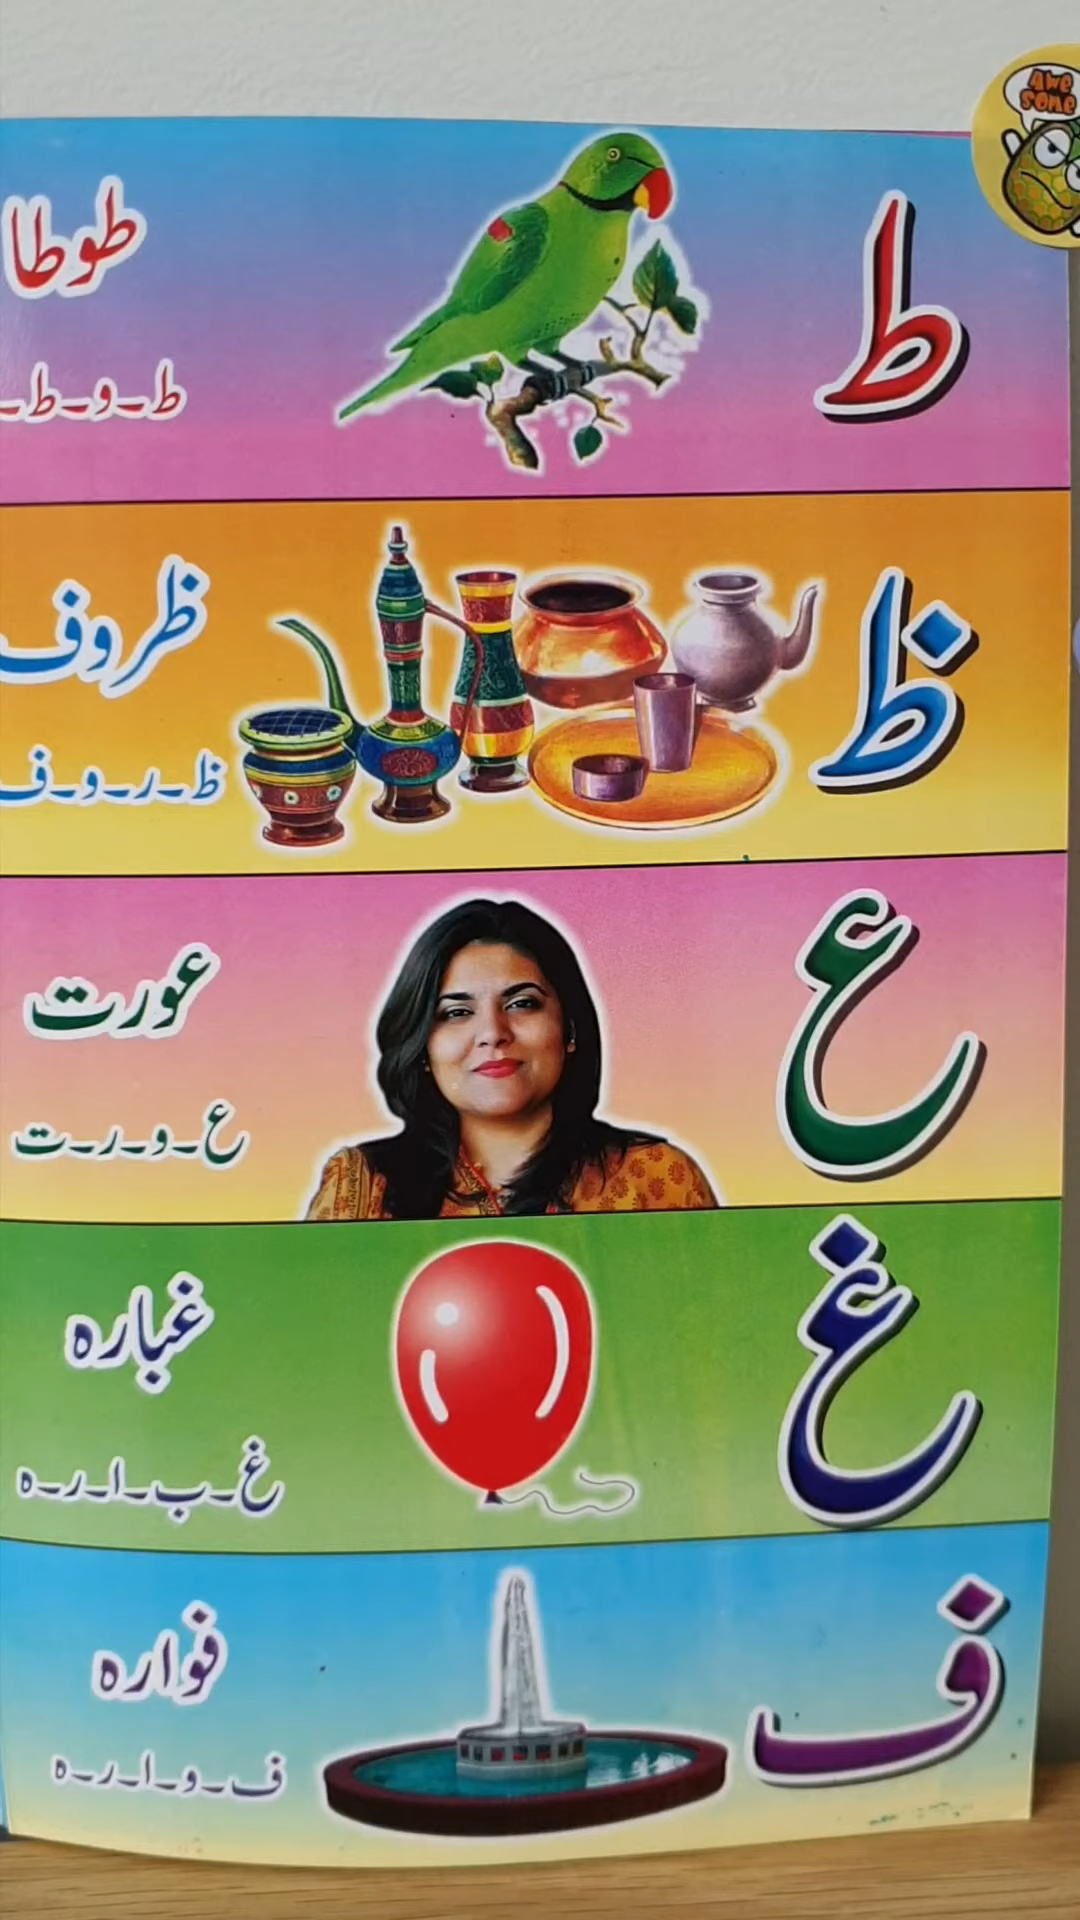 AWE
SOME
ط
طوطا
ط-و-ط-
ظ
ظروف
ظ-ر-و-ف
ع
عورت
ع-و-ر-ت
غ
غبارہ
غ-ب-ا-ر-ہ
ف
فوارہ
ف-و-ا-ر-ہ